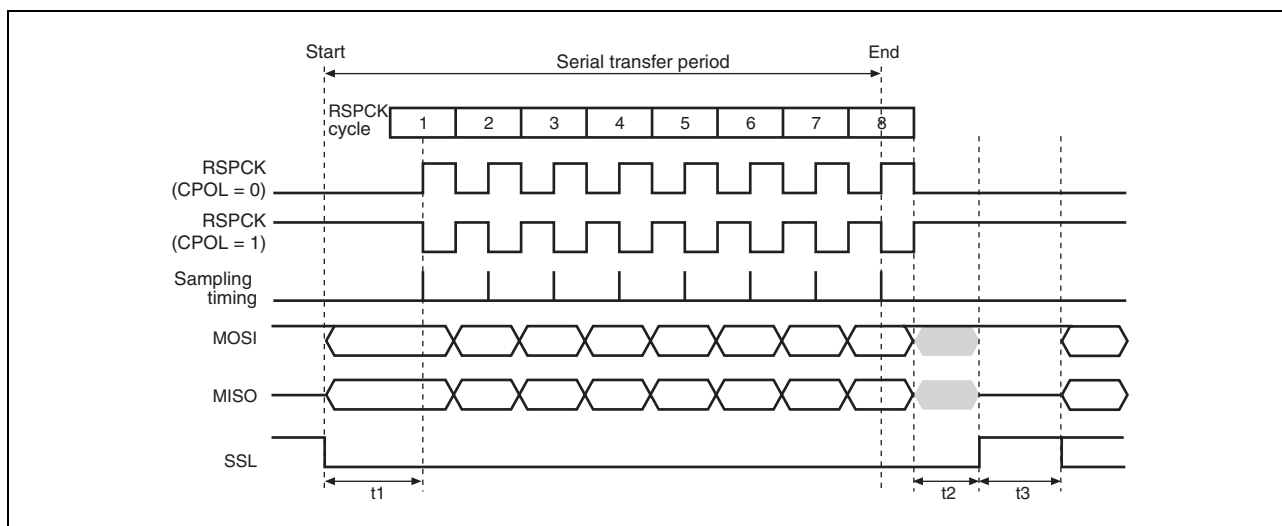 Start
End
Serial transfer period
RSPCK
cycle
1 2 3 4 5 6 7 8
RSPCK
(CPOL = 0)
RSPCK
(CPOL = 1)
Sampling
timing
MOSI
MISO
SSL
t1
t2
t3